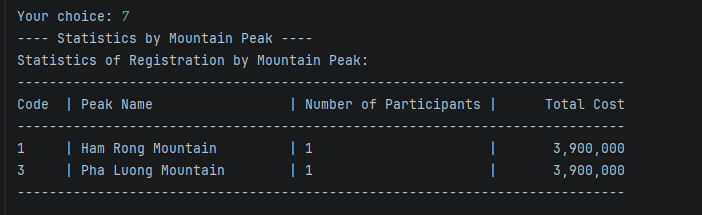 Your choice: 7
---- Statistics by Mountain Peak ----
Statistics of Registration by Mountain Peak:
----------------------------------------------------------------------------
Code  | Peak Name                 | Number of Participants |      Total Cost
----------------------------------------------------------------------------
1     | Ham Rong Mountain         | 1                      |       3,900,000
3     | Pha Luong Mountain        | 1                      |       3,900,000
----------------------------------------------------------------------------